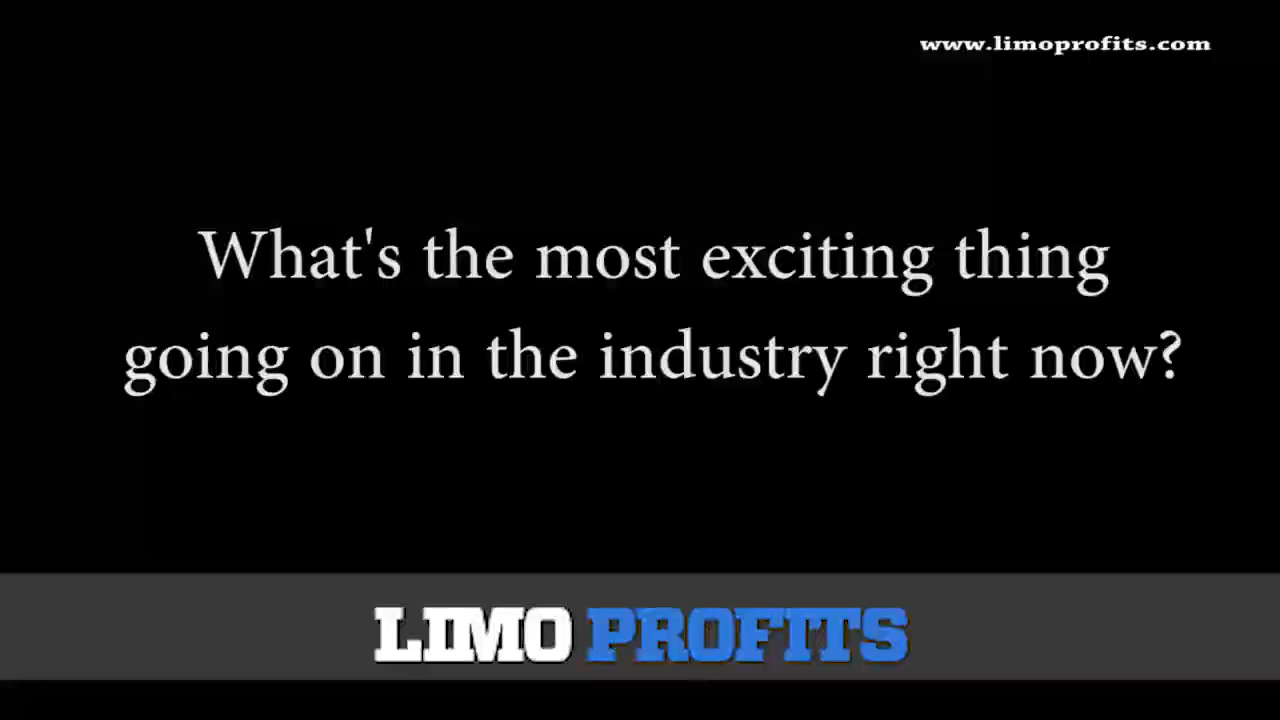 www.limoprofits.com
What's the most exciting thing
going on in the industry right now?
LIMO PROFITS